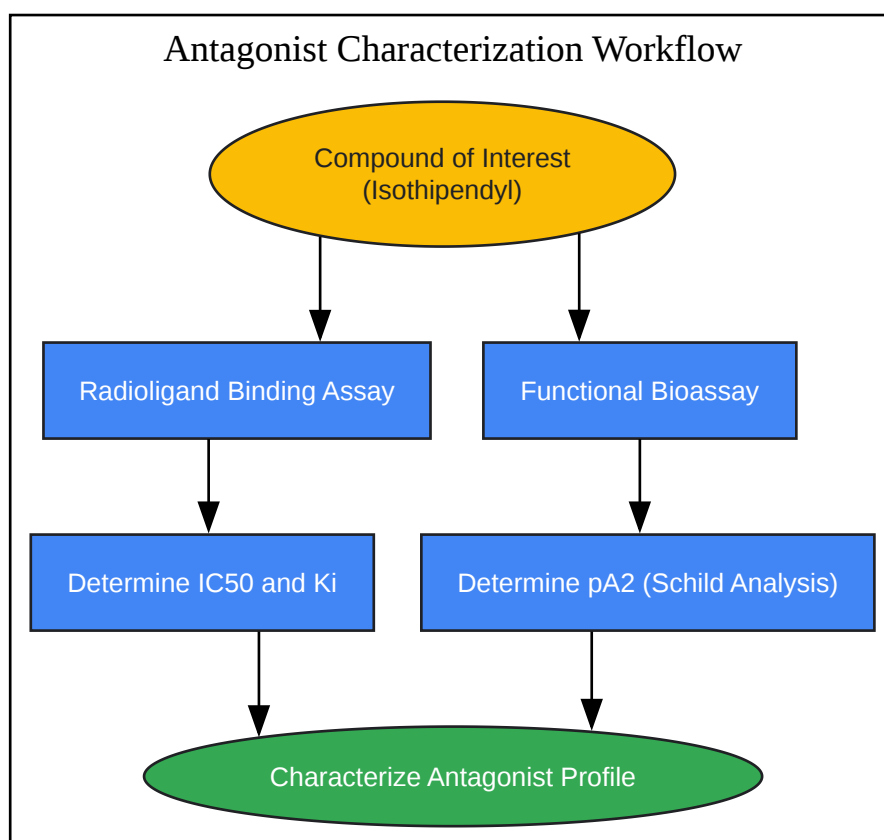 Antagonist Characterization Workflow
Compound of Interest
(Isothipendyl)
Radioligand Binding Assay
Functional Bioassay
Determine IC50 and Ki
Determine pA2 (Schild Analysis)
Characterize Antagonist Profile